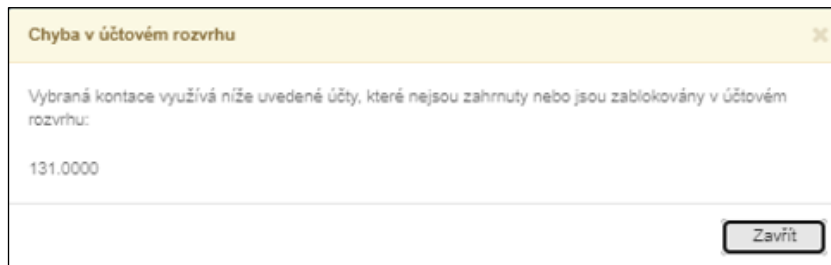 Chyba v účtovém rozvrhu
Vybraná kontace využívá níže uvedené účty, které nejsou zahrnuty nebo jsou zablokovány v účtovém
rozvrhu:
131.0000
Zavřít